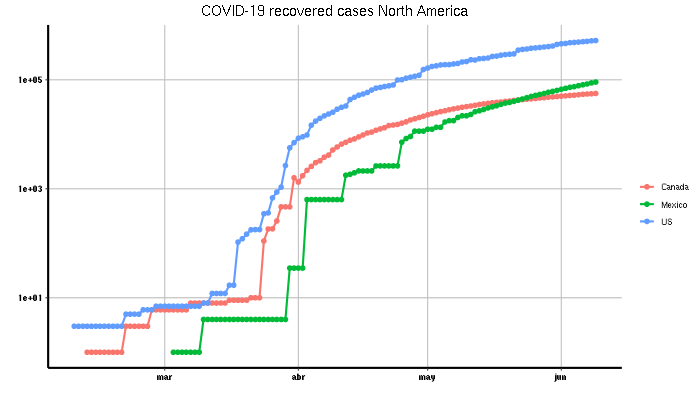 COVID-19 recovered cases North America
1e+05
1e+03
1e+01
mar
abr
may
jun
Canada
Mexico
US